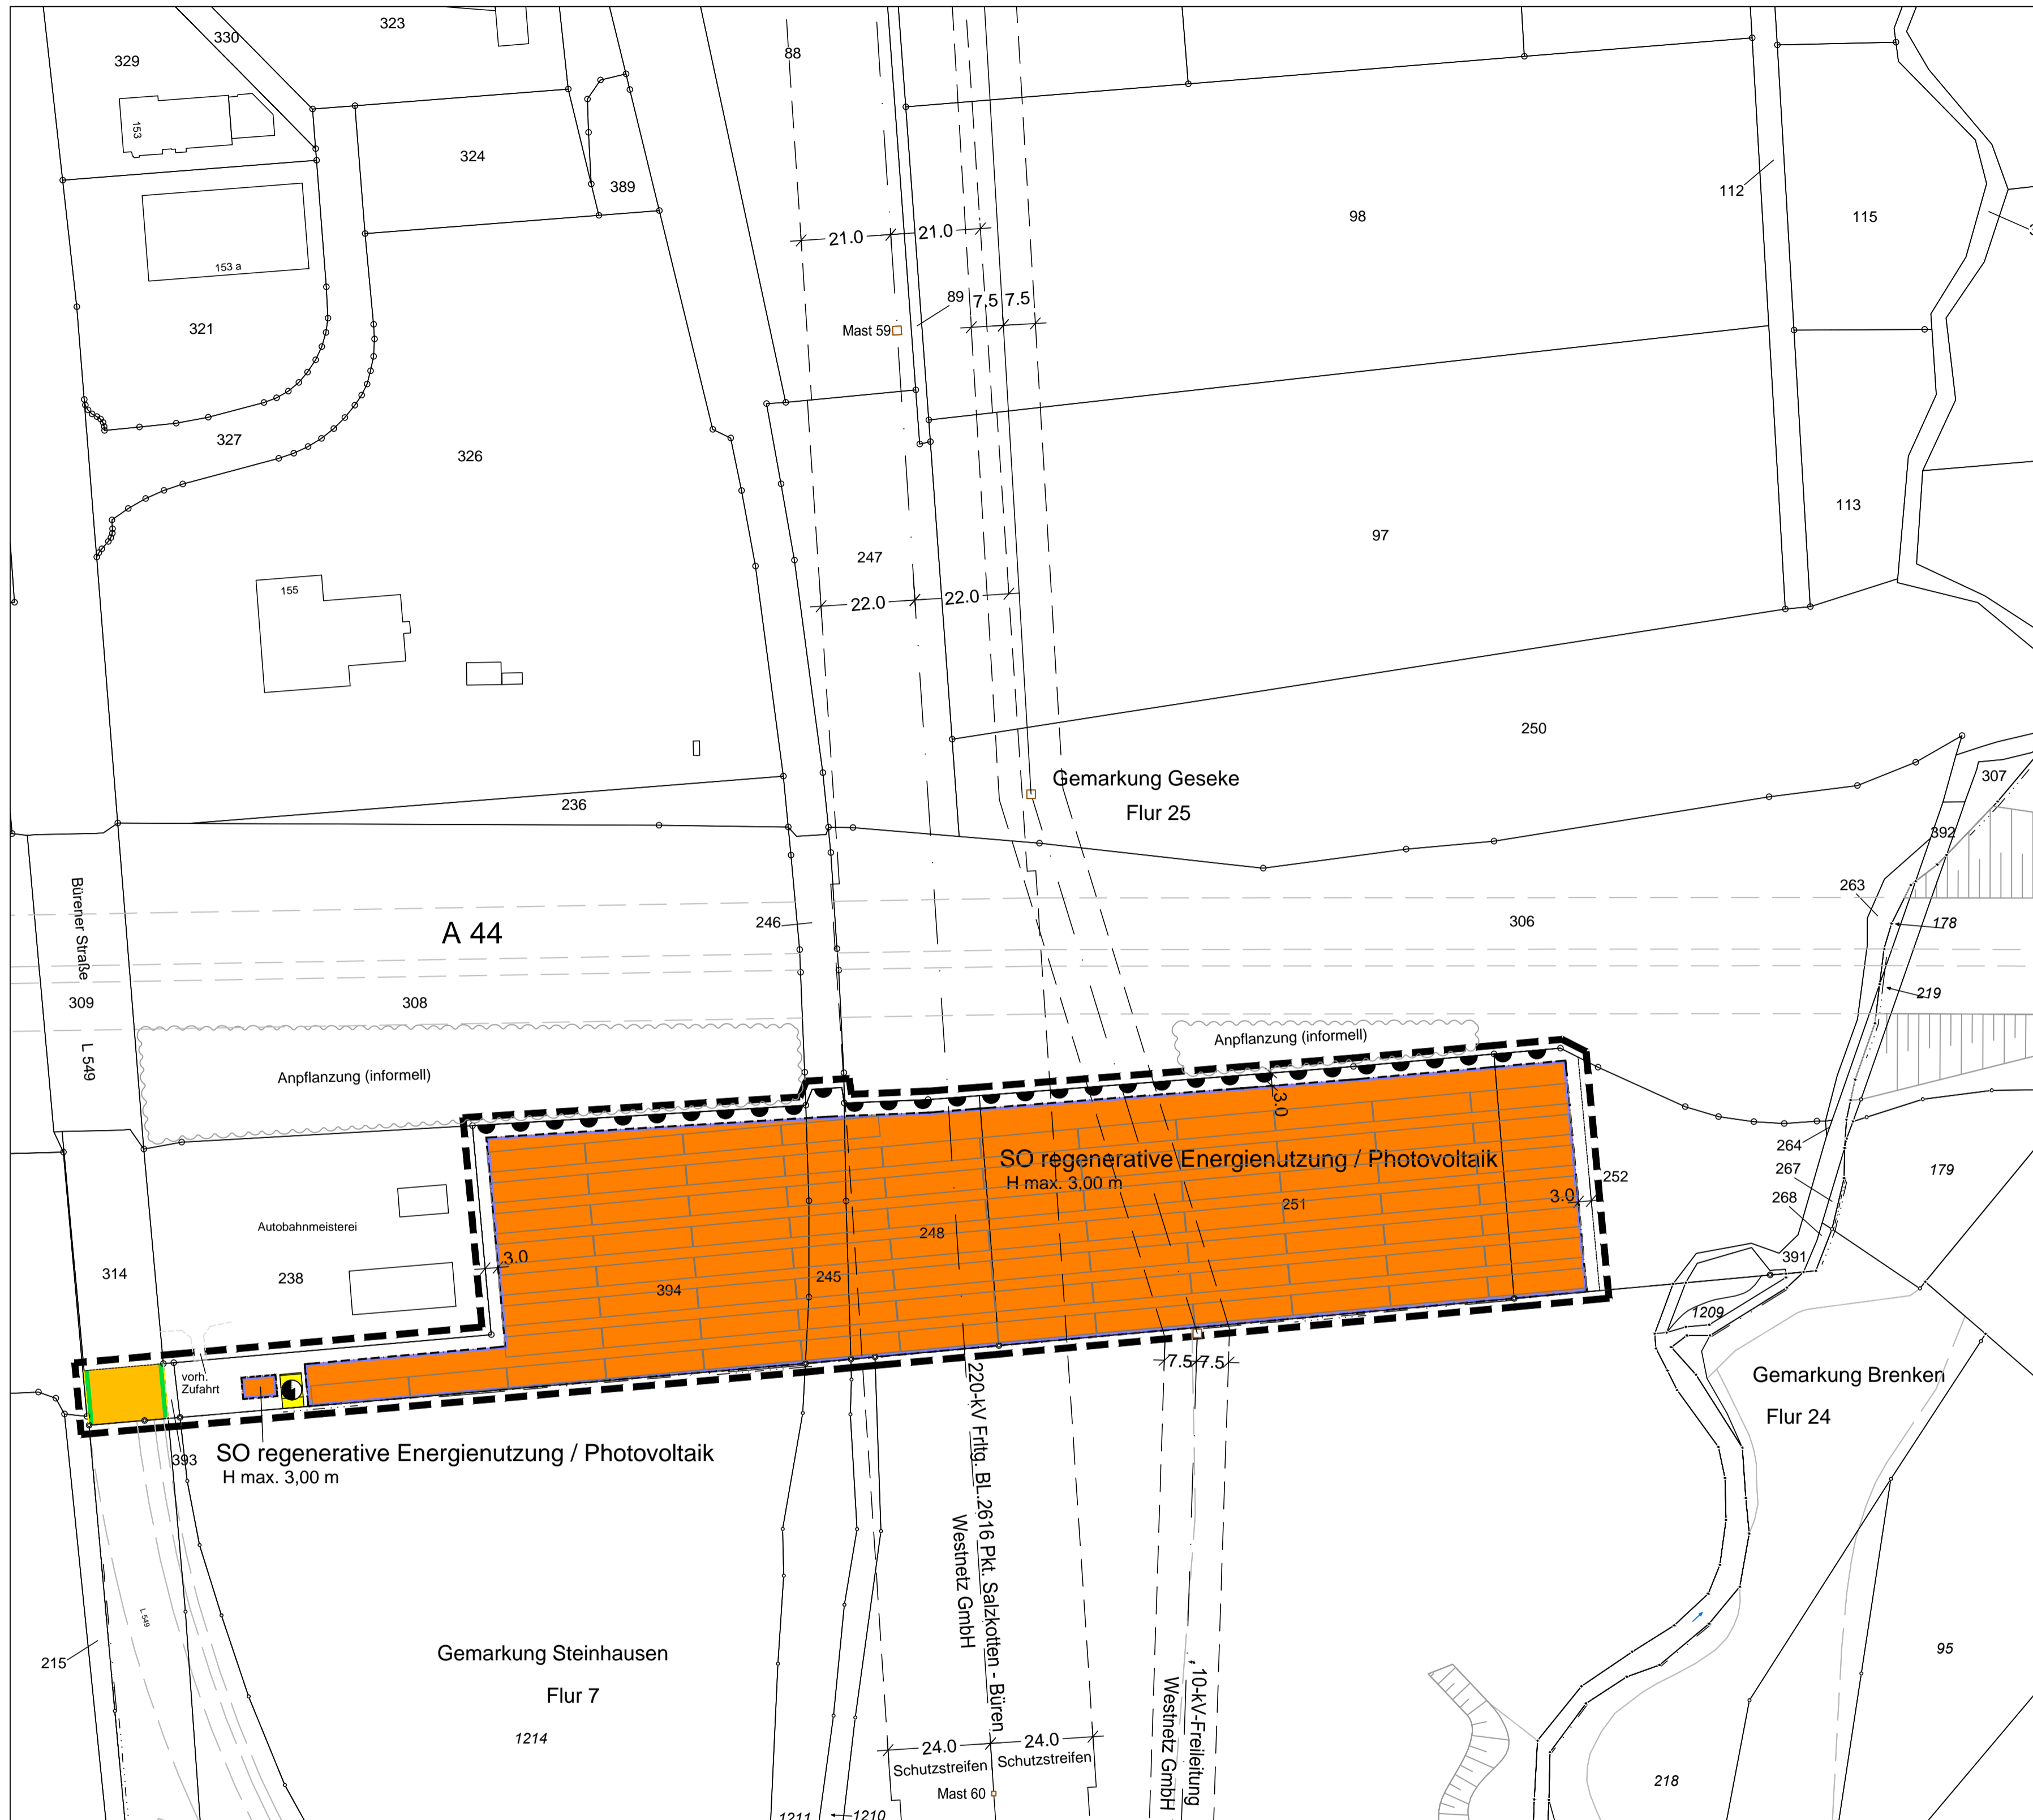 323
330
88
329
153
324
389
112
98
115
21.0
21.0
153 a
89
7.5
7.5
321
Mast 59
327
326
113
97
247
155
22.0
22.0
250
Gemarkung Geseke
Flur 25
307
236
392
Bürener Straße
263
178
246
306
A 44
219
309
308
L 549
Anpflanzung (informell)
Anpflanzung (informell)
3.0
264
SO regenerative Energienutzung / Photovoltaik
H max. 3,00 m
267
179
252
3.0
268
251
Autobahnmeisterei
248
3.0
391
314
238
245
394
1209
7.5
7.5
vorh.
Zufahrt
Gemarkung Brenken
Flur 24
393
SO regenerative Energienutzung / Photovoltaik
H max. 3,00 m
220-kV Frltg. BL.2616 Pkt. Salzkotten - Büren
Westnetz GmbH
L 549
Gemarkung Steinhausen
Flur 7
215
95
10-kV-Freileitung
Westnetz GmbH
1214
24.0
24.0
Schutzstreifen
Schutzstreifen
Mast 60
218
1211
1210